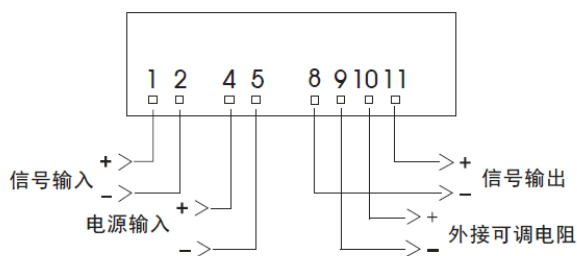 1 2 4 5 8 9 10 11
信号输入 + −
电源输入 + −
+ − 信号输出
+ − 外接可调电阻